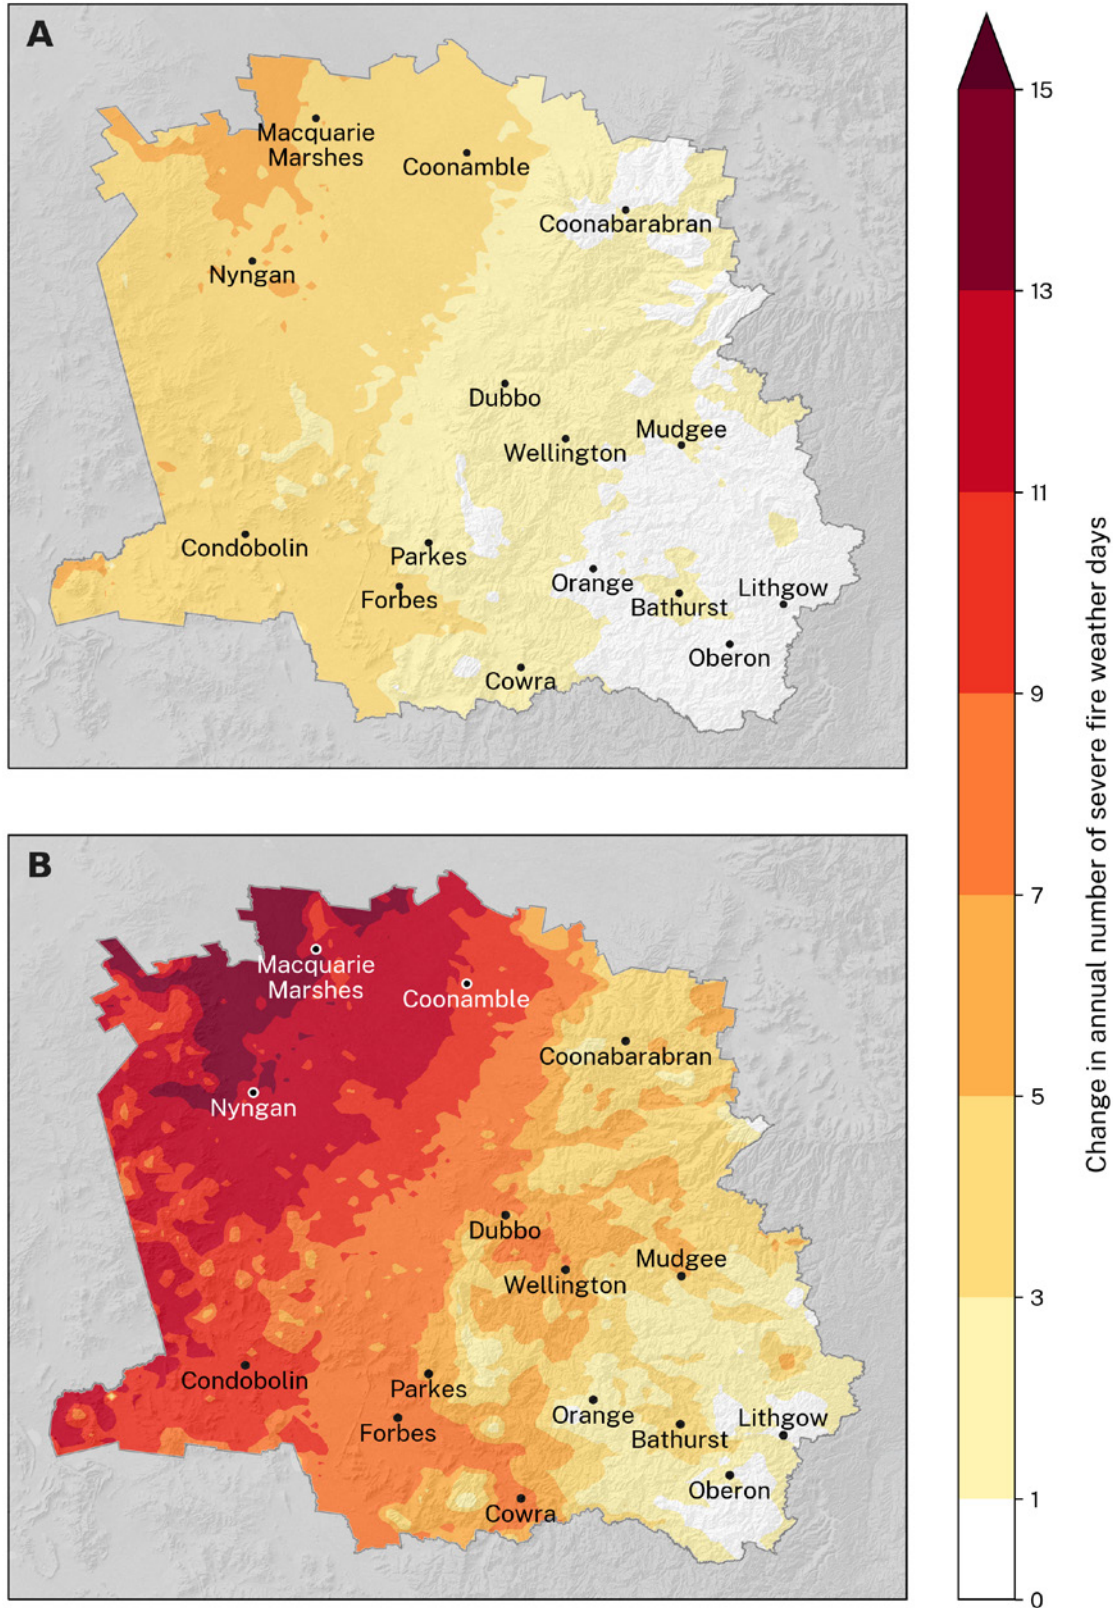 A
Macquarie
Marshes
Coonamble
Coonabarabran
Nyngan
Dubbo
Wellington
Mudgee
Condobolin
Parkes
Forbes
Orange
Bathurst
Lithgow
Oberon
Cowra
B
Macquarie
Marshes
Coonamble
Coonabarabran
Nyngan
Dubbo
Wellington
Mudgee
Condobolin
Parkes
Forbes
Orange
Bathurst
Lithgow
Oberon
Cowra
15
13
11
9
7
5
3
1
0
Change in annual number of severe fire weather days